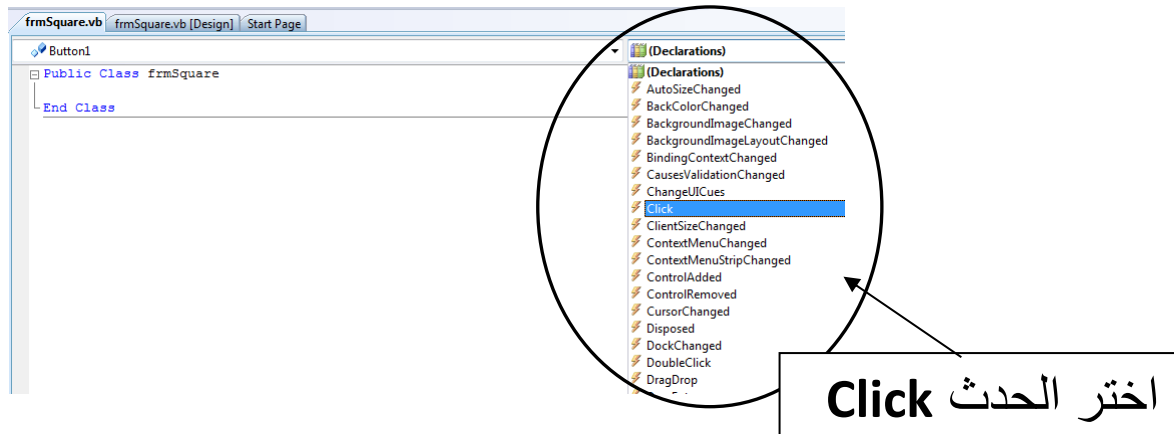 frmSquare.vb frmSquare.vb [Design] Start Page
Button1 (Declarations)
Public Class frmSquare
End Class
(Declarations)
AutoSizeChanged
BackColorChanged
BackgroundImageChanged
BackgroundImageLayoutChanged
BindingContextChanged
CausesValidationChanged
ChangeUICues
Click
ClientSizeChanged
ContextMenuChanged
ContextMenuStripChanged
ControlAdded
ControlRemoved
CursorChanged
Disposed
DockChanged
DoubleClick
DragDrop
اختر الحدث Click